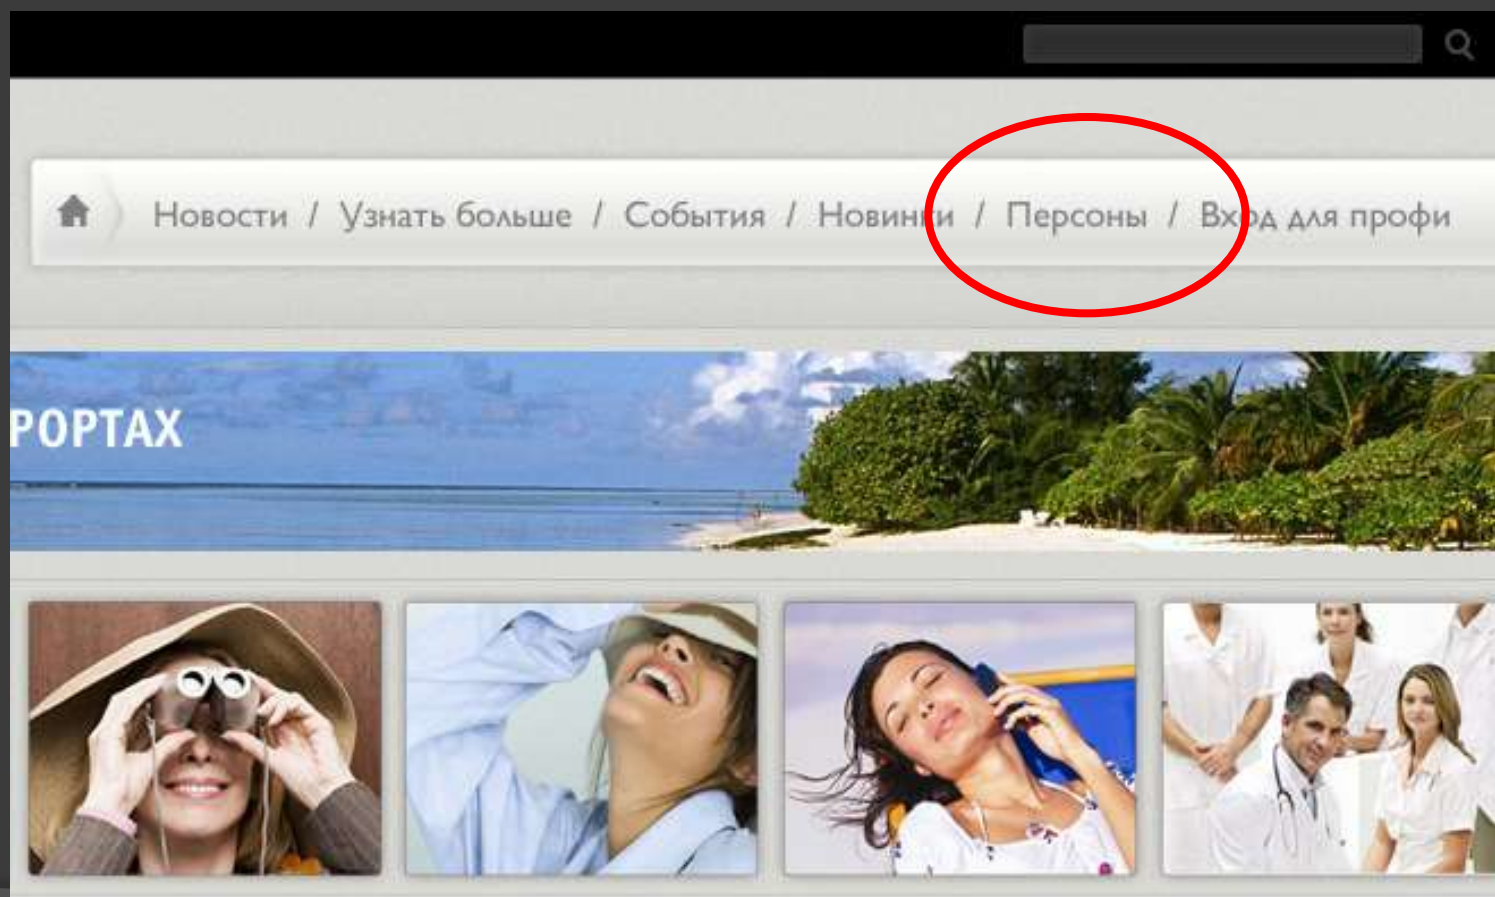 Новости / Узнать больше / События / Новинки / Персоны / Вход для профи
РОРТАХ